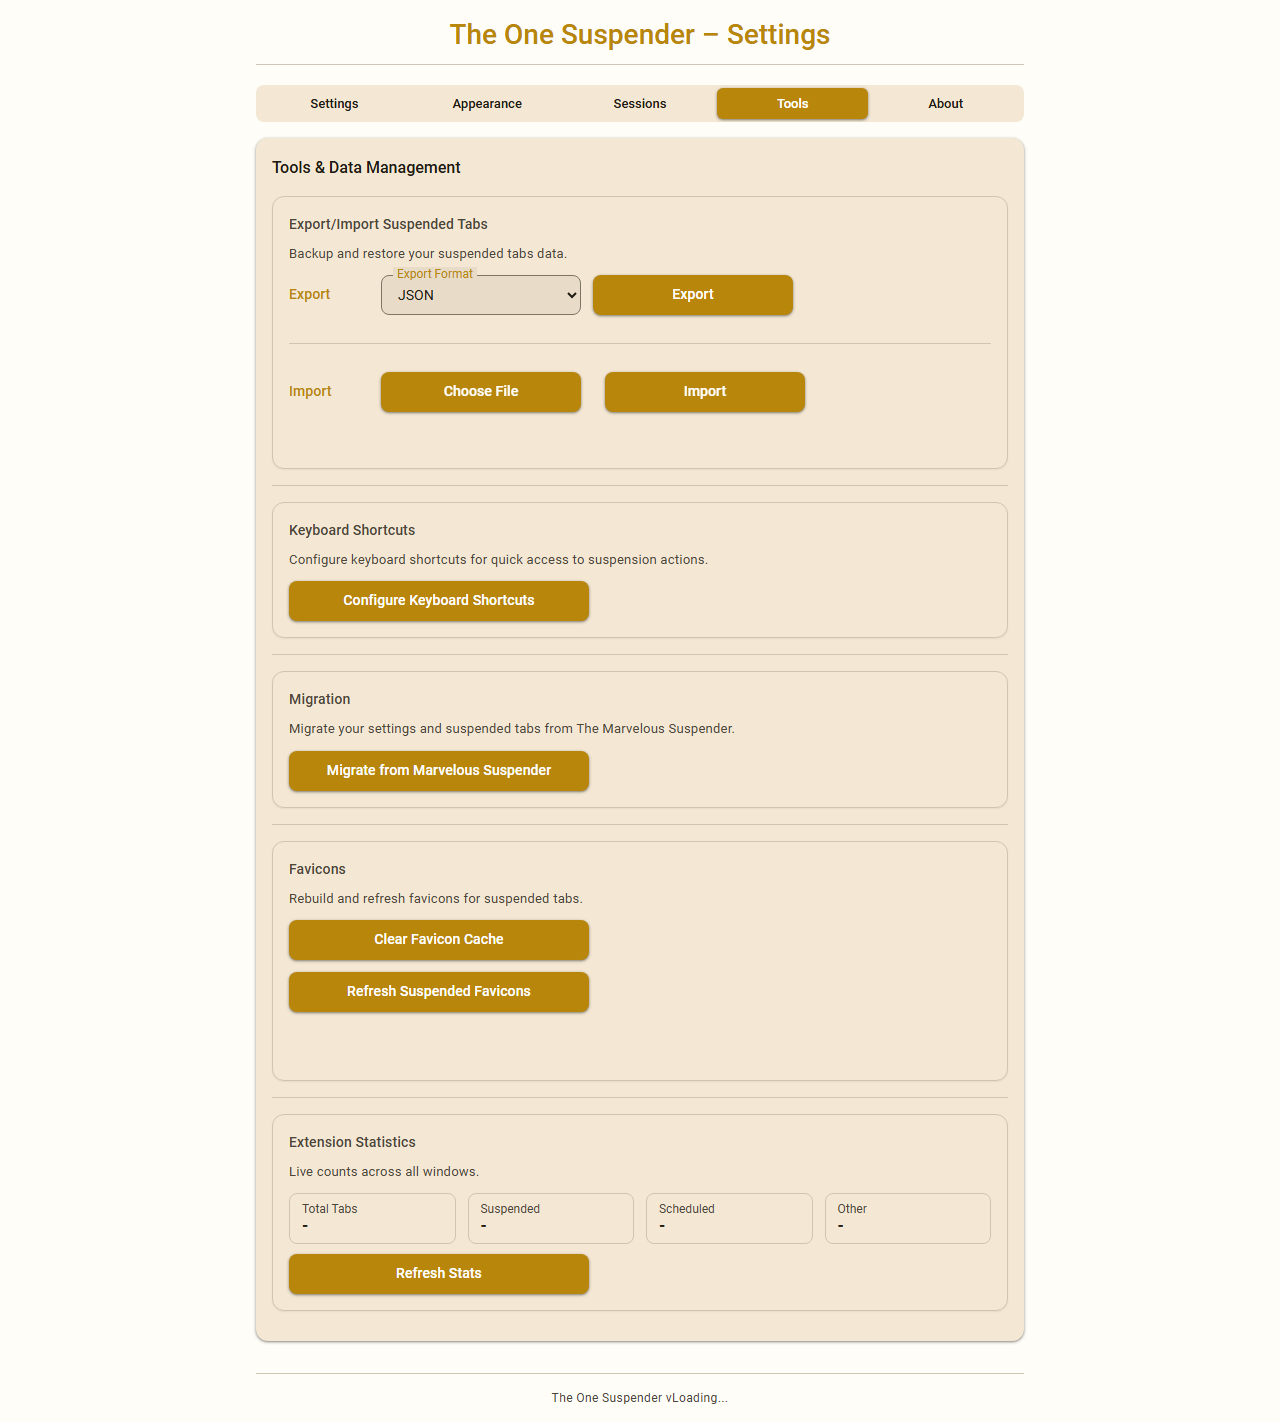 The One Suspender – Settings
Settings
Appearance
Sessions
Tools
About
Tools & Data Management
Export/Import Suspended Tabs
Backup and restore your suspended tabs data.
Export
Export Format
JSON
Export
Import
Choose File
Import
Keyboard Shortcuts
Configure keyboard shortcuts for quick access to suspension actions.
Configure Keyboard Shortcuts
Migration
Migrate your settings and suspended tabs from The Marvelous Suspender.
Migrate from Marvelous Suspender
Favicons
Rebuild and refresh favicons for suspended tabs.
Clear Favicon Cache
Refresh Suspended Favicons
Extension Statistics
Live counts across all windows.
Total Tabs
-
Suspended
-
Scheduled
-
Other
-
Refresh Stats
The One Suspender vLoading...